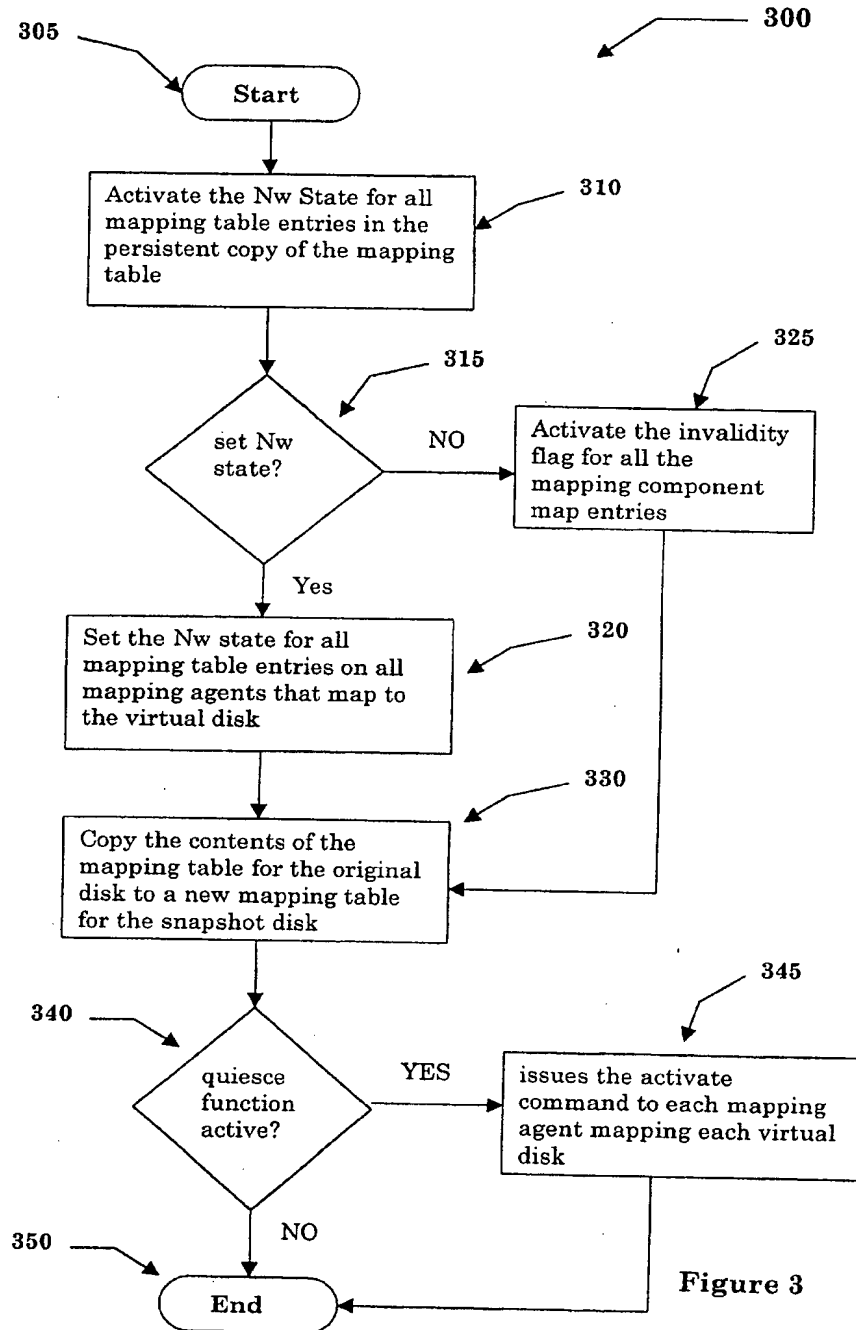 305
300
Start
Activate the Nw State for all
mapping table entries in the
persistent copy of the mapping
table
310
315
set Nw
state?
NO
325
Activate the invalidity
flag for all the
mapping component
map entries
Yes
Set the Nw state for all
mapping table entries on all
mapping agents that map to
the virtual disk
320
330
Copy the contents of the
mapping table for the original
disk to a new mapping table
for the snapshot disk
340
quiesce
function
active?
YES
345
issues the activate
command to each mapping
agent mapping each virtual
disk
NO
350
End
Figure 3